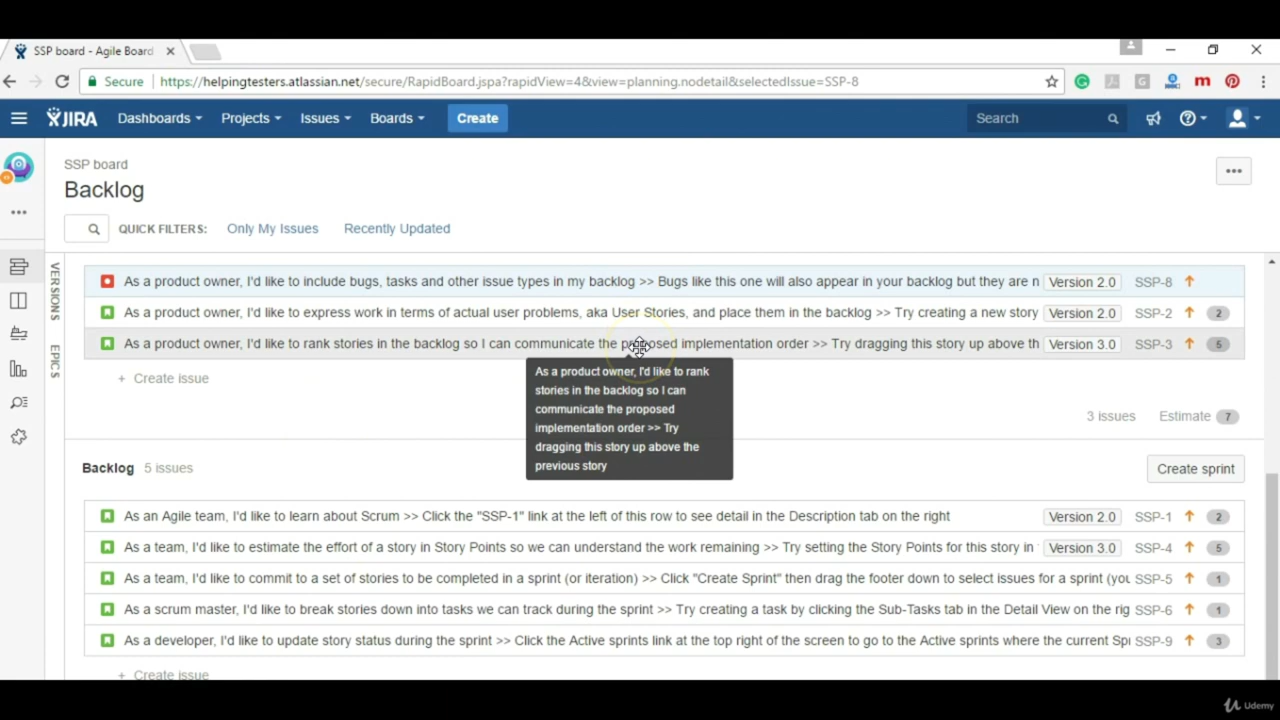 SSP board - Agile Board
Secure https://helpingtesters.atlassian.net/secure/RapidBoard.jspa?rapidView=4&view=planning.nodetail&selectedIssue=SSP-8
JIRA Dashboards Projects Issues Boards Create Search
SSP board
Backlog
QUICK FILTERS: Only My Issues Recently Updated
VERSIONS
EPICS
As a product owner, I'd like to include bugs, tasks and other issue types in my backlog >> Bugs like this one will also appear in your backlog but they are n Version 2.0 SSP-8
As a product owner, I'd like to express work in terms of actual user problems, aka User Stories, and place them in the backlog >> Try creating a new story Version 2.0 SSP-2 2
As a product owner, I'd like to rank stories in the backlog so I can communicate the proposed implementation order >> Try dragging this story up above th Version 3.0 SSP-3 5
+ Create issue
As a product owner, I'd like to rank
stories in the backlog so I can
communicate the proposed
implementation order >> Try
dragging this story up above the
previous story
3 issues Estimate 7
Backlog 5 issues Create sprint
As an Agile team, I'd like to learn about Scrum >> Click the "SSP-1" link at the left of this row to see detail in the Description tab on the right Version 2.0 SSP-1 2
As a team, I'd like to estimate the effort of a story in Story Points so we can understand the work remaining >> Try setting the Story Points for this story in Version 3.0 SSP-4 5
As a team, I'd like to commit to a set of stories to be completed in a sprint (or iteration) >> Click "Create Sprint" then drag the footer down to select issues for a sprint (you SSP-5 1
As a scrum master, I'd like to break stories down into tasks we can track during the sprint >> Try creating a task by clicking the Sub-Tasks tab in the Detail View on the rig SSP-6 1
As a developer, I'd like to update story status during the sprint >> Click the Active sprints link at the top right of the screen to go to the Active sprints where the current Spr SSP-9 3
+ Create issue
Udemy